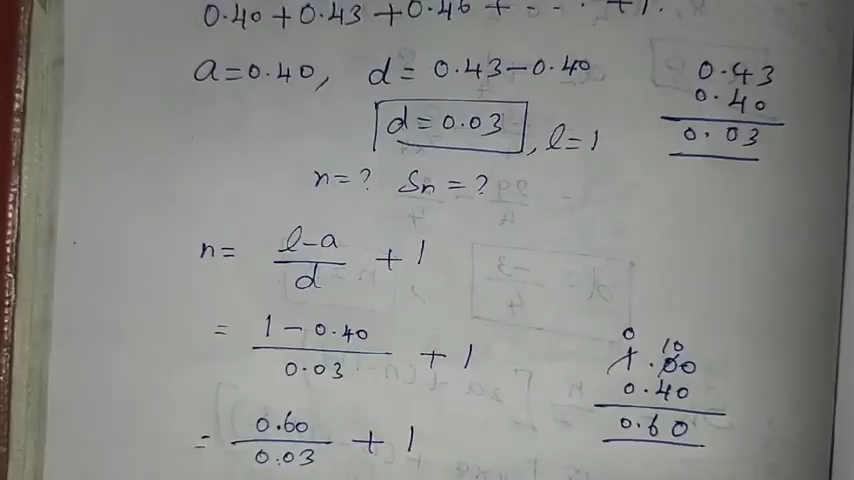 0.40 + 0.43 + 0.46 + - - . + 1.
a = 0.40, d = 0.43 - 0.40
d = 0.03, l = 1
0.43
0.40
0.03
n = ? Sn = ?
n = l-a/d + 1
= 1 - 0.40/0.03 + 1
0 10
1.00
0.40
0.60
= 0.60/0.03 + 1